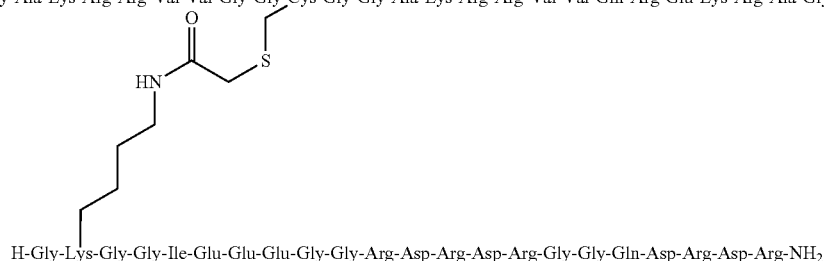 Ala Lys Arg Arg Val Val Gly Gly Cys Gly Gly Ala Lys Arg Arg Val Val Gln Arg Glu Lys Arg Ala
O
S
HN
H-Gly-Lys-Gly-Gly-Ile-Glu-Glu-Glu-Gly-Gly-Arg-Asp-Arg-Asp-Arg-Gly-Gly-Gln-Asp-Arg-Asp-Arg-NH2